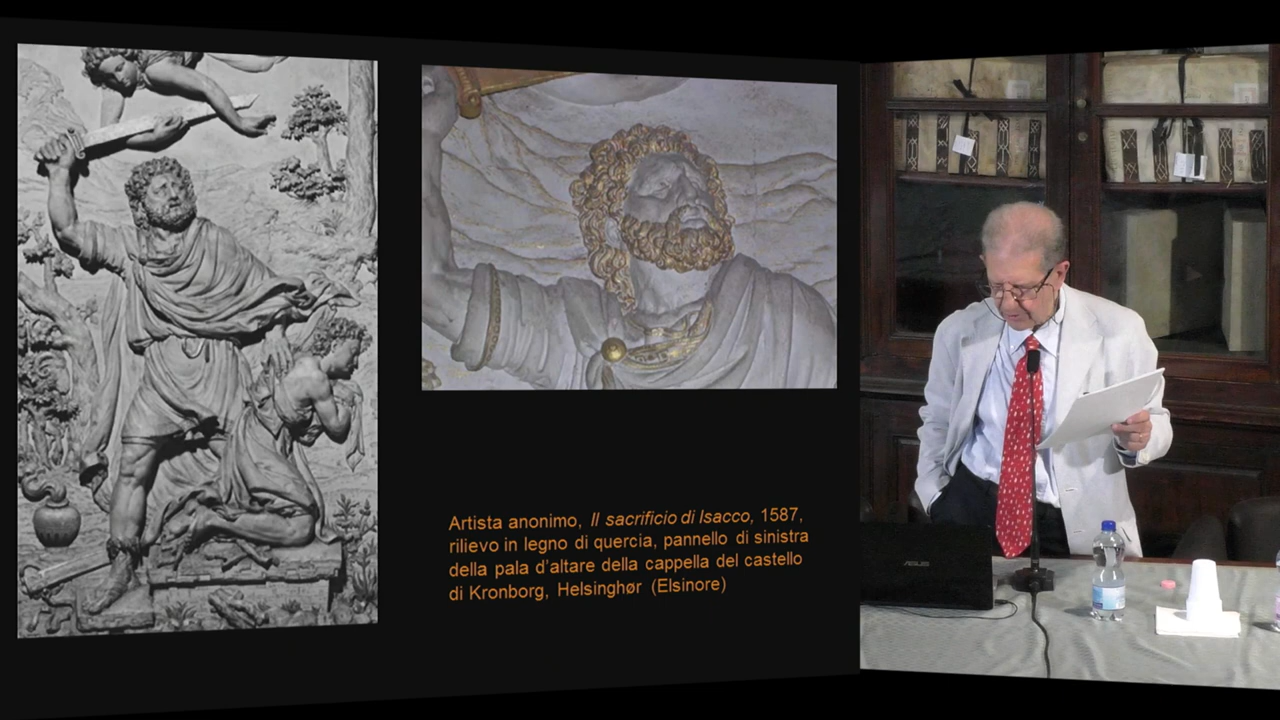 Artista anonimo, Il sacrificio di Isacco, 1587,
rilievo in legno di quercia, pannello di sinistra
della pala d'altare della cappella del castello
di Kronborg, Helsinghør (Elsinore)
ASUS